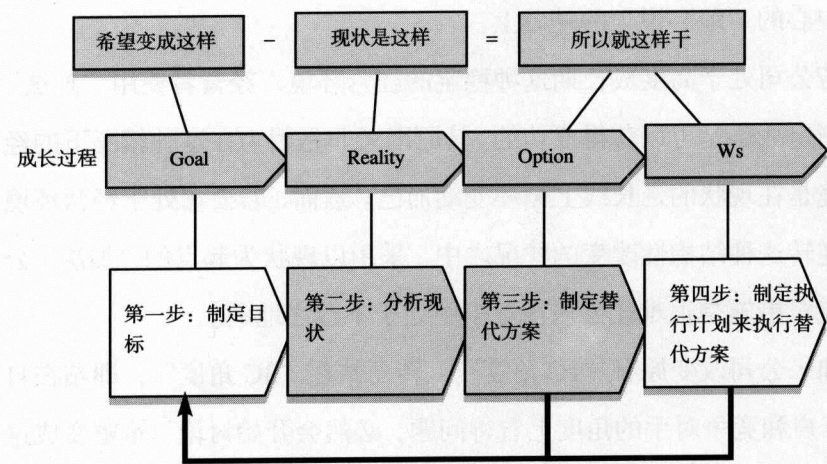 希望变成这样 － 现状是这样 ＝ 所以就这样干
成长过程 Goal Reality Option Ws
第一步：制定目
标
第二步：分析现
状
第三步：制定替
代方案
第四步：制定执
行计划来执行替
代方案